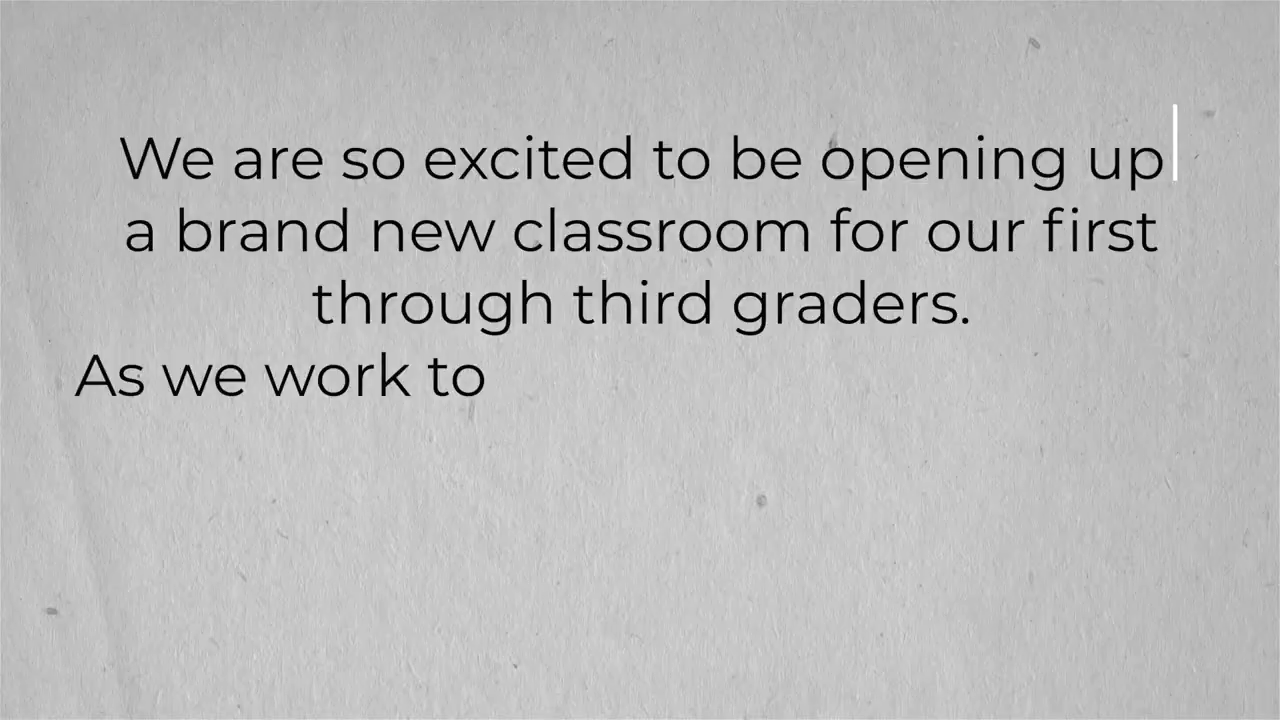 We are so excited to be opening up
a brand new classroom for our first
through third graders.
As we work to